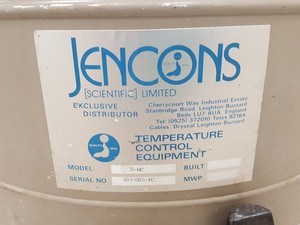 JENCONS
[SCIENTIFIC] LIMITED
EXCLUSIVE
DISTRIBUTOR
Cherrycourt Way Industrial Estate
Stanbridge Road, Leighton Buzzard
Beds LU7 8UA, England
Tel: (0525) 372010 Telex 82164
Cables: Dryseal Leighton Buzzard
TEMPERATURE
CONTROL
EQUIPMENT
MODEL BUILT
SERIAL NO MWP